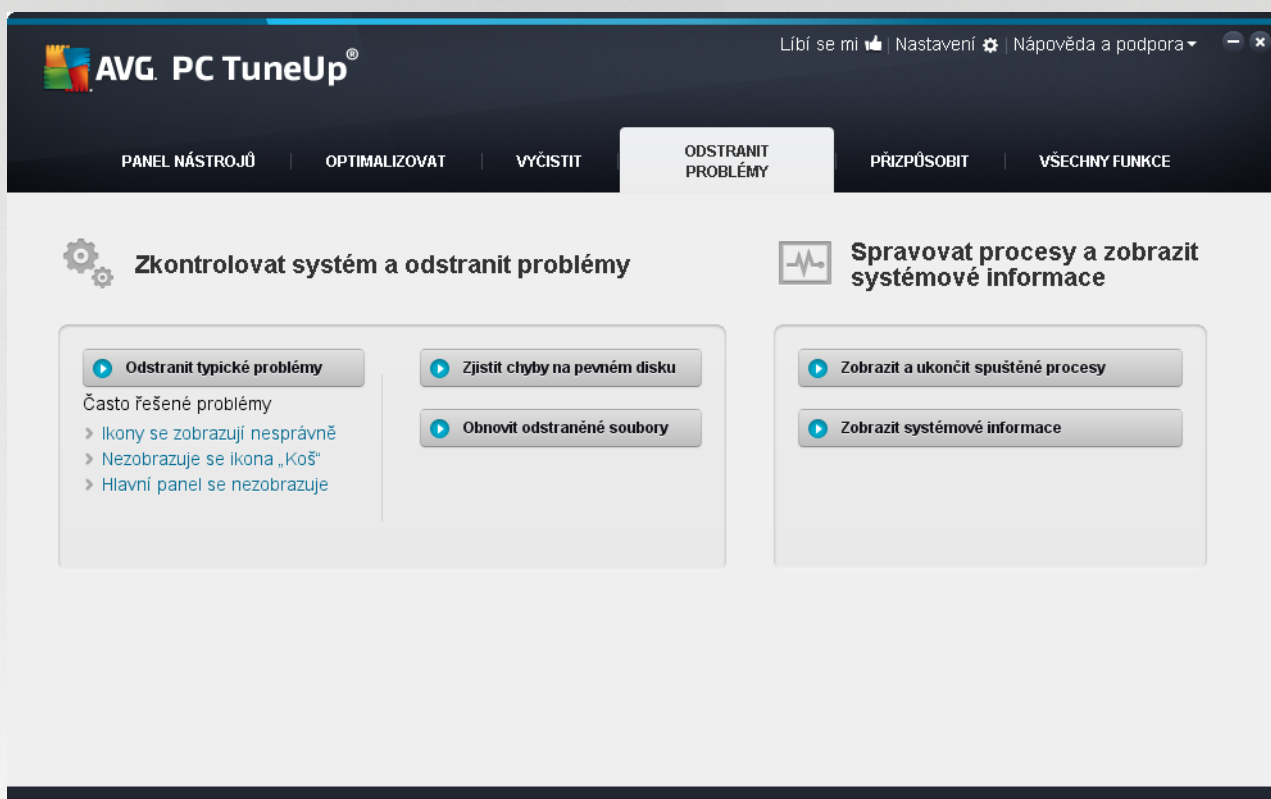 Líbí se mi | Nastavení | Nápověda a podpora
AVG. PC TuneUp®
PANEL NÁSTROJŮ
OPTIMALIZOVAT
VYČISTIT
ODSTRANIT
PROBLÉMY
PŘIZPŮSOBIT
VŠECHNY FUNKCE
Zkontrolovat systém a odstranit problémy
Odstranit typické problémy
Často řešené problémy
Ikony se zobrazují nesprávně
Nezobrazuje se ikona „Koš“
Hlavní panel se nezobrazuje
Zjistit chyby na pevném disku
Obnovit odstraněné soubory
Spravovat procesy a zobrazit
systémové informace
Zobrazit a ukončit spuštěné procesy
Zobrazit systémové informace